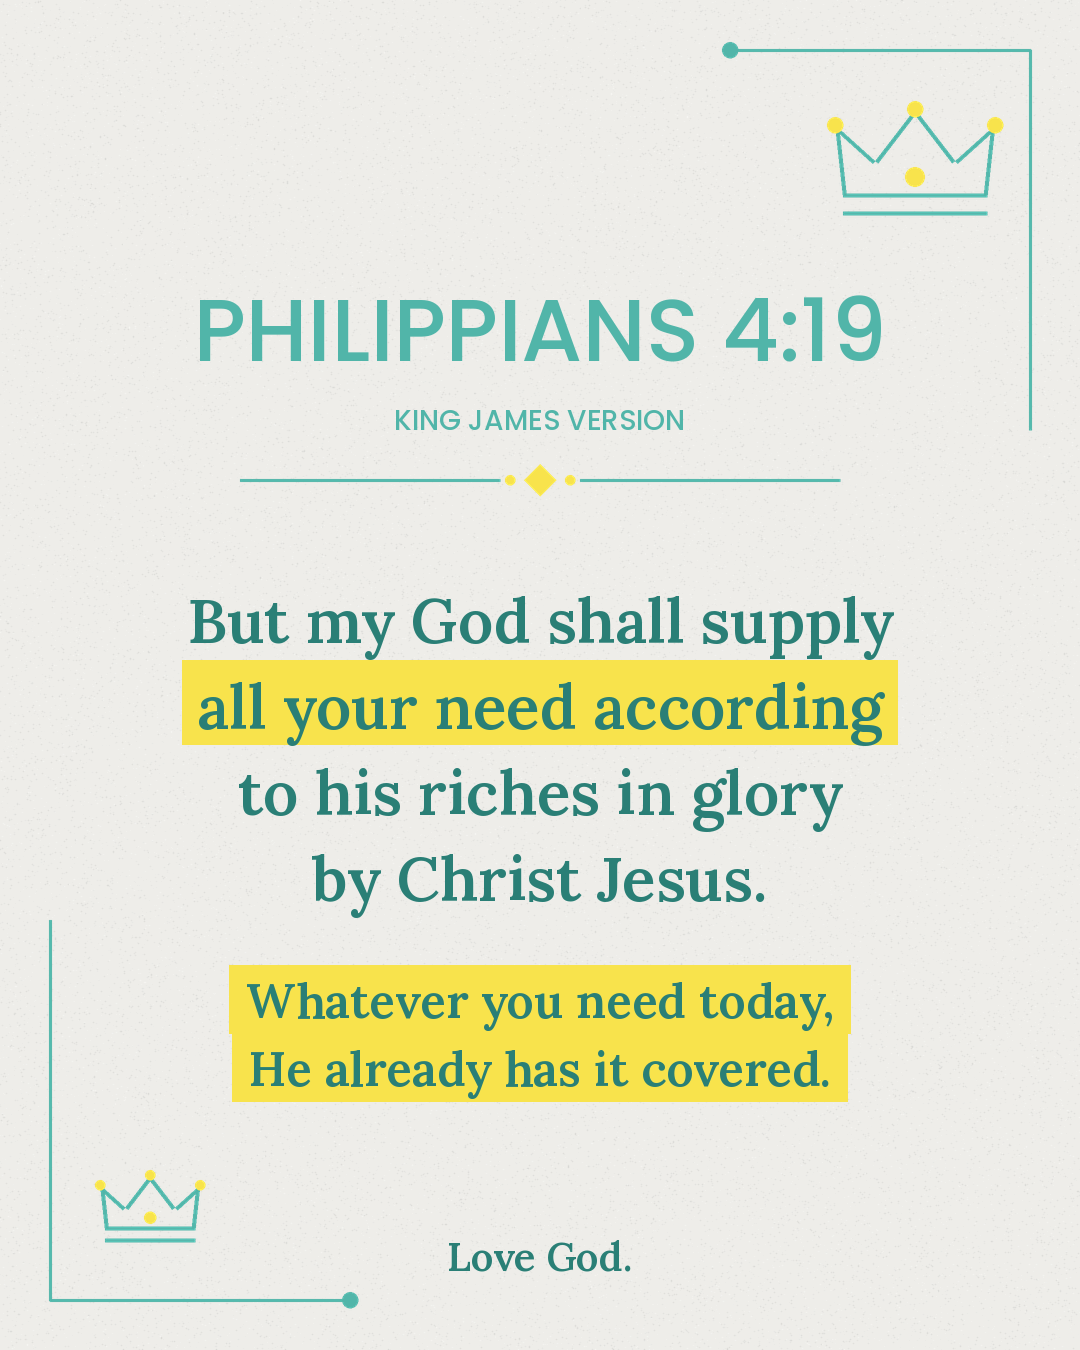 PHILIPPIANS 4:19
KING JAMES VERSION
But my God shall supply
all your need according
to his riches in glory
by Christ Jesus.
Whatever you need today,
He already has it covered.
Love God.